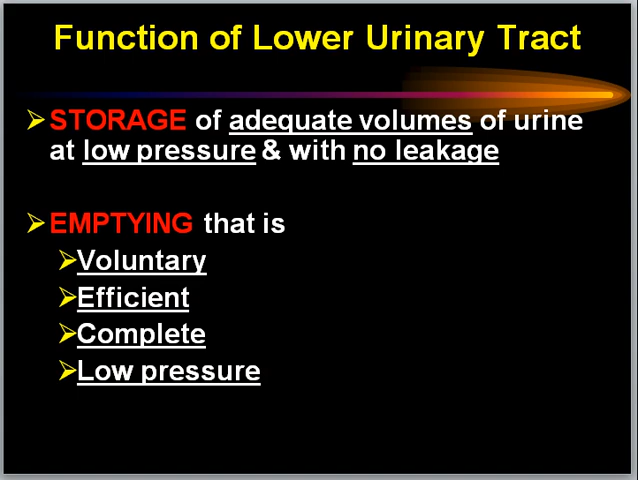 Function of Lower Urinary Tract
STORAGE of adequate volumes of urine
at low pressure & with no leakage
EMPTYING that is
Voluntary
Efficient
Complete
Low pressure